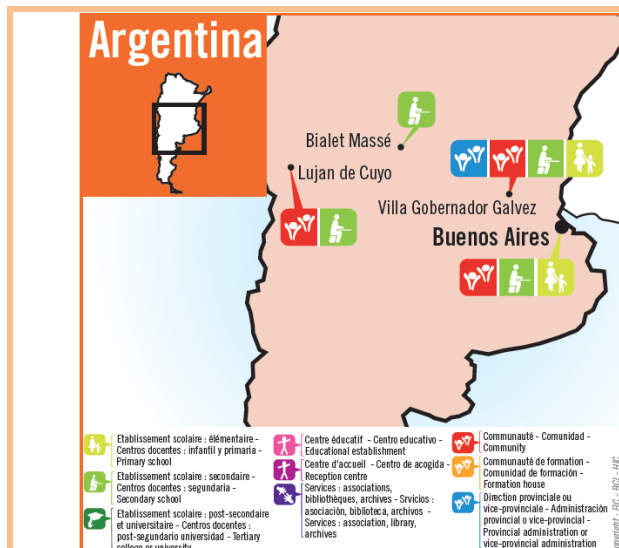 Argentina
Bialet Massé
Lujan de Cuyo
Villa Gobernador Galvez
Buenos Aires
Etablissement scolaire : élémentaire -
Centros docentes : infantil y primaria -
Primary school
Etablissement scolaire : secondaire -
Centros docentes : segundaria -
Secondary school
Etablissement scolaire : post-secondaire
et universitaire - Centros docentes :
post-segundario universidad - Tertiary
college or university
Centre éducatif - Centro educativo -
Educational establishment
Centre d'accueil - Centro de acogida -
Reception centre
Services : associations,
bibliothèques, archives - Srvicios :
asociación, biblioteca, archivos -
Services : association, library,
archives
Communauté - Comunidad -
Community
Communauté de formation -
Comunidad de formación -
Formation house
Direction provinciale ou
vice-provinciale - Administración
provincial o vice-provincial -
Provincial administration or
vice-provincial administration